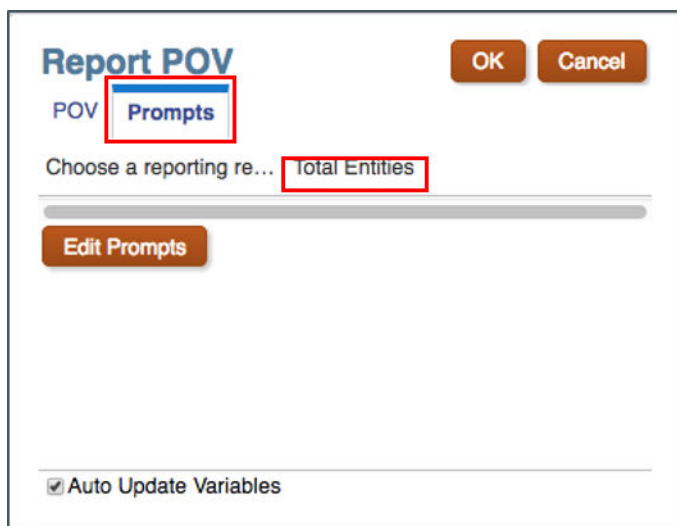 Report POV
OK Cancel
POV Prompts
Choose a reporting re... Total Entities
Edit Prompts
Auto Update Variables